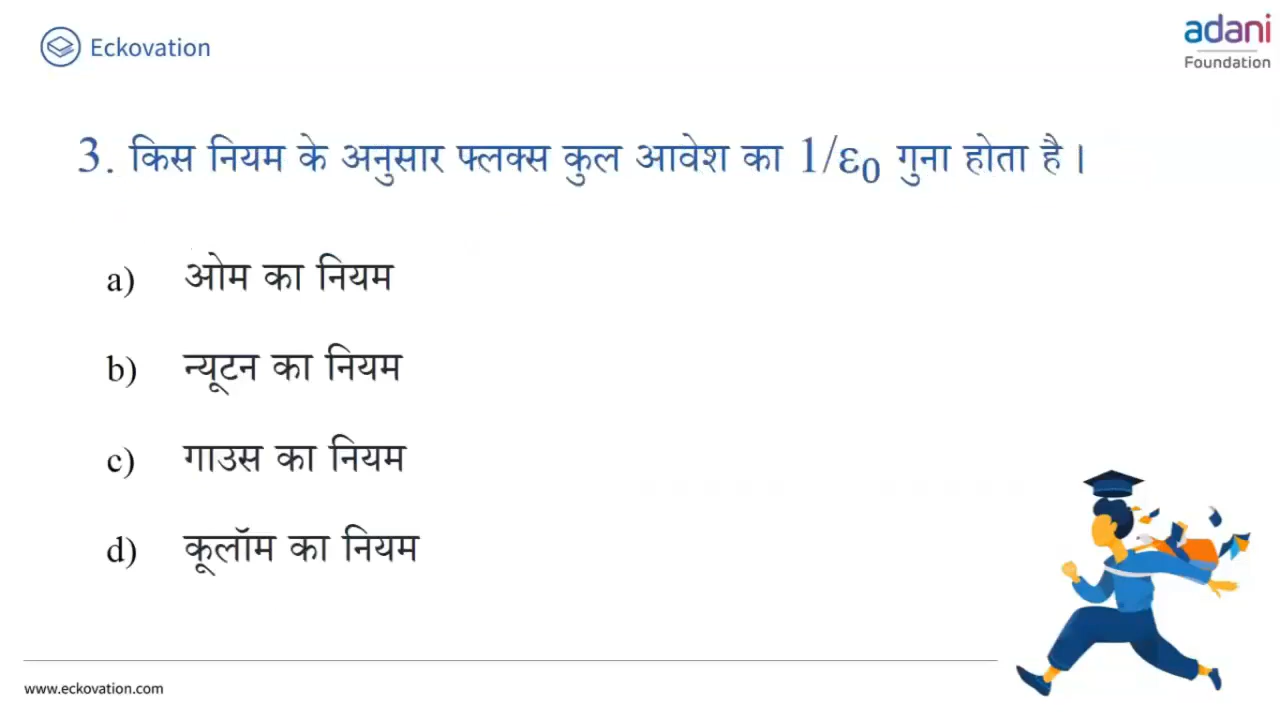 Eckovation
adani
Foundation
3. किस नियम के अनुसार फ्लक्स कुल आवेश का 1/ε₀ गुना होता है।
a) ओम का नियम
b) न्यूटन का नियम
c) गाउस का नियम
d) कूलॉम का नियम
www.eckovation.com